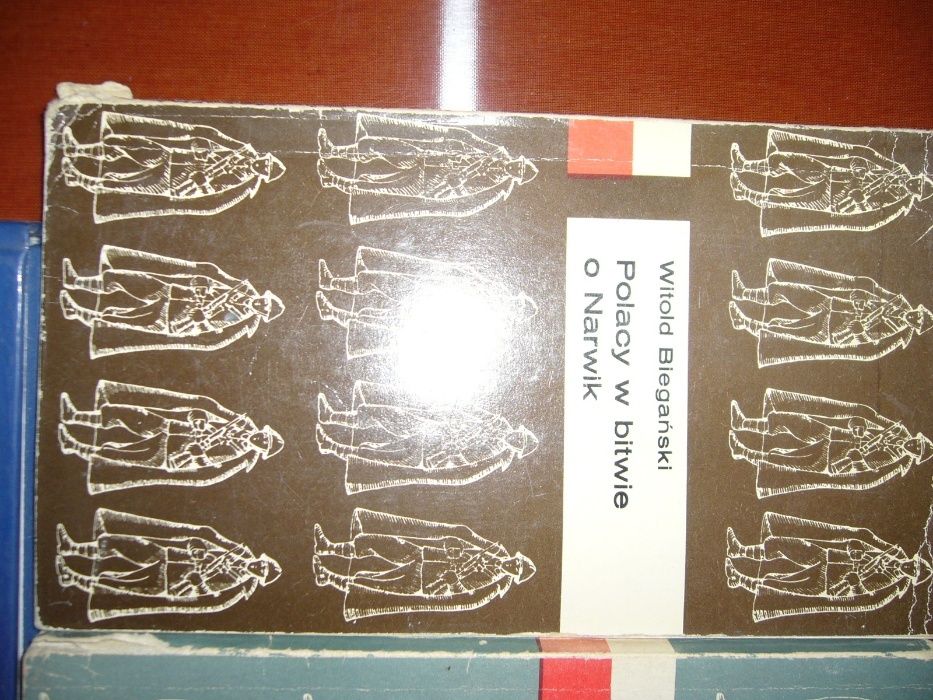 Witold Biegański
Polacy w bitwie
o Narwik